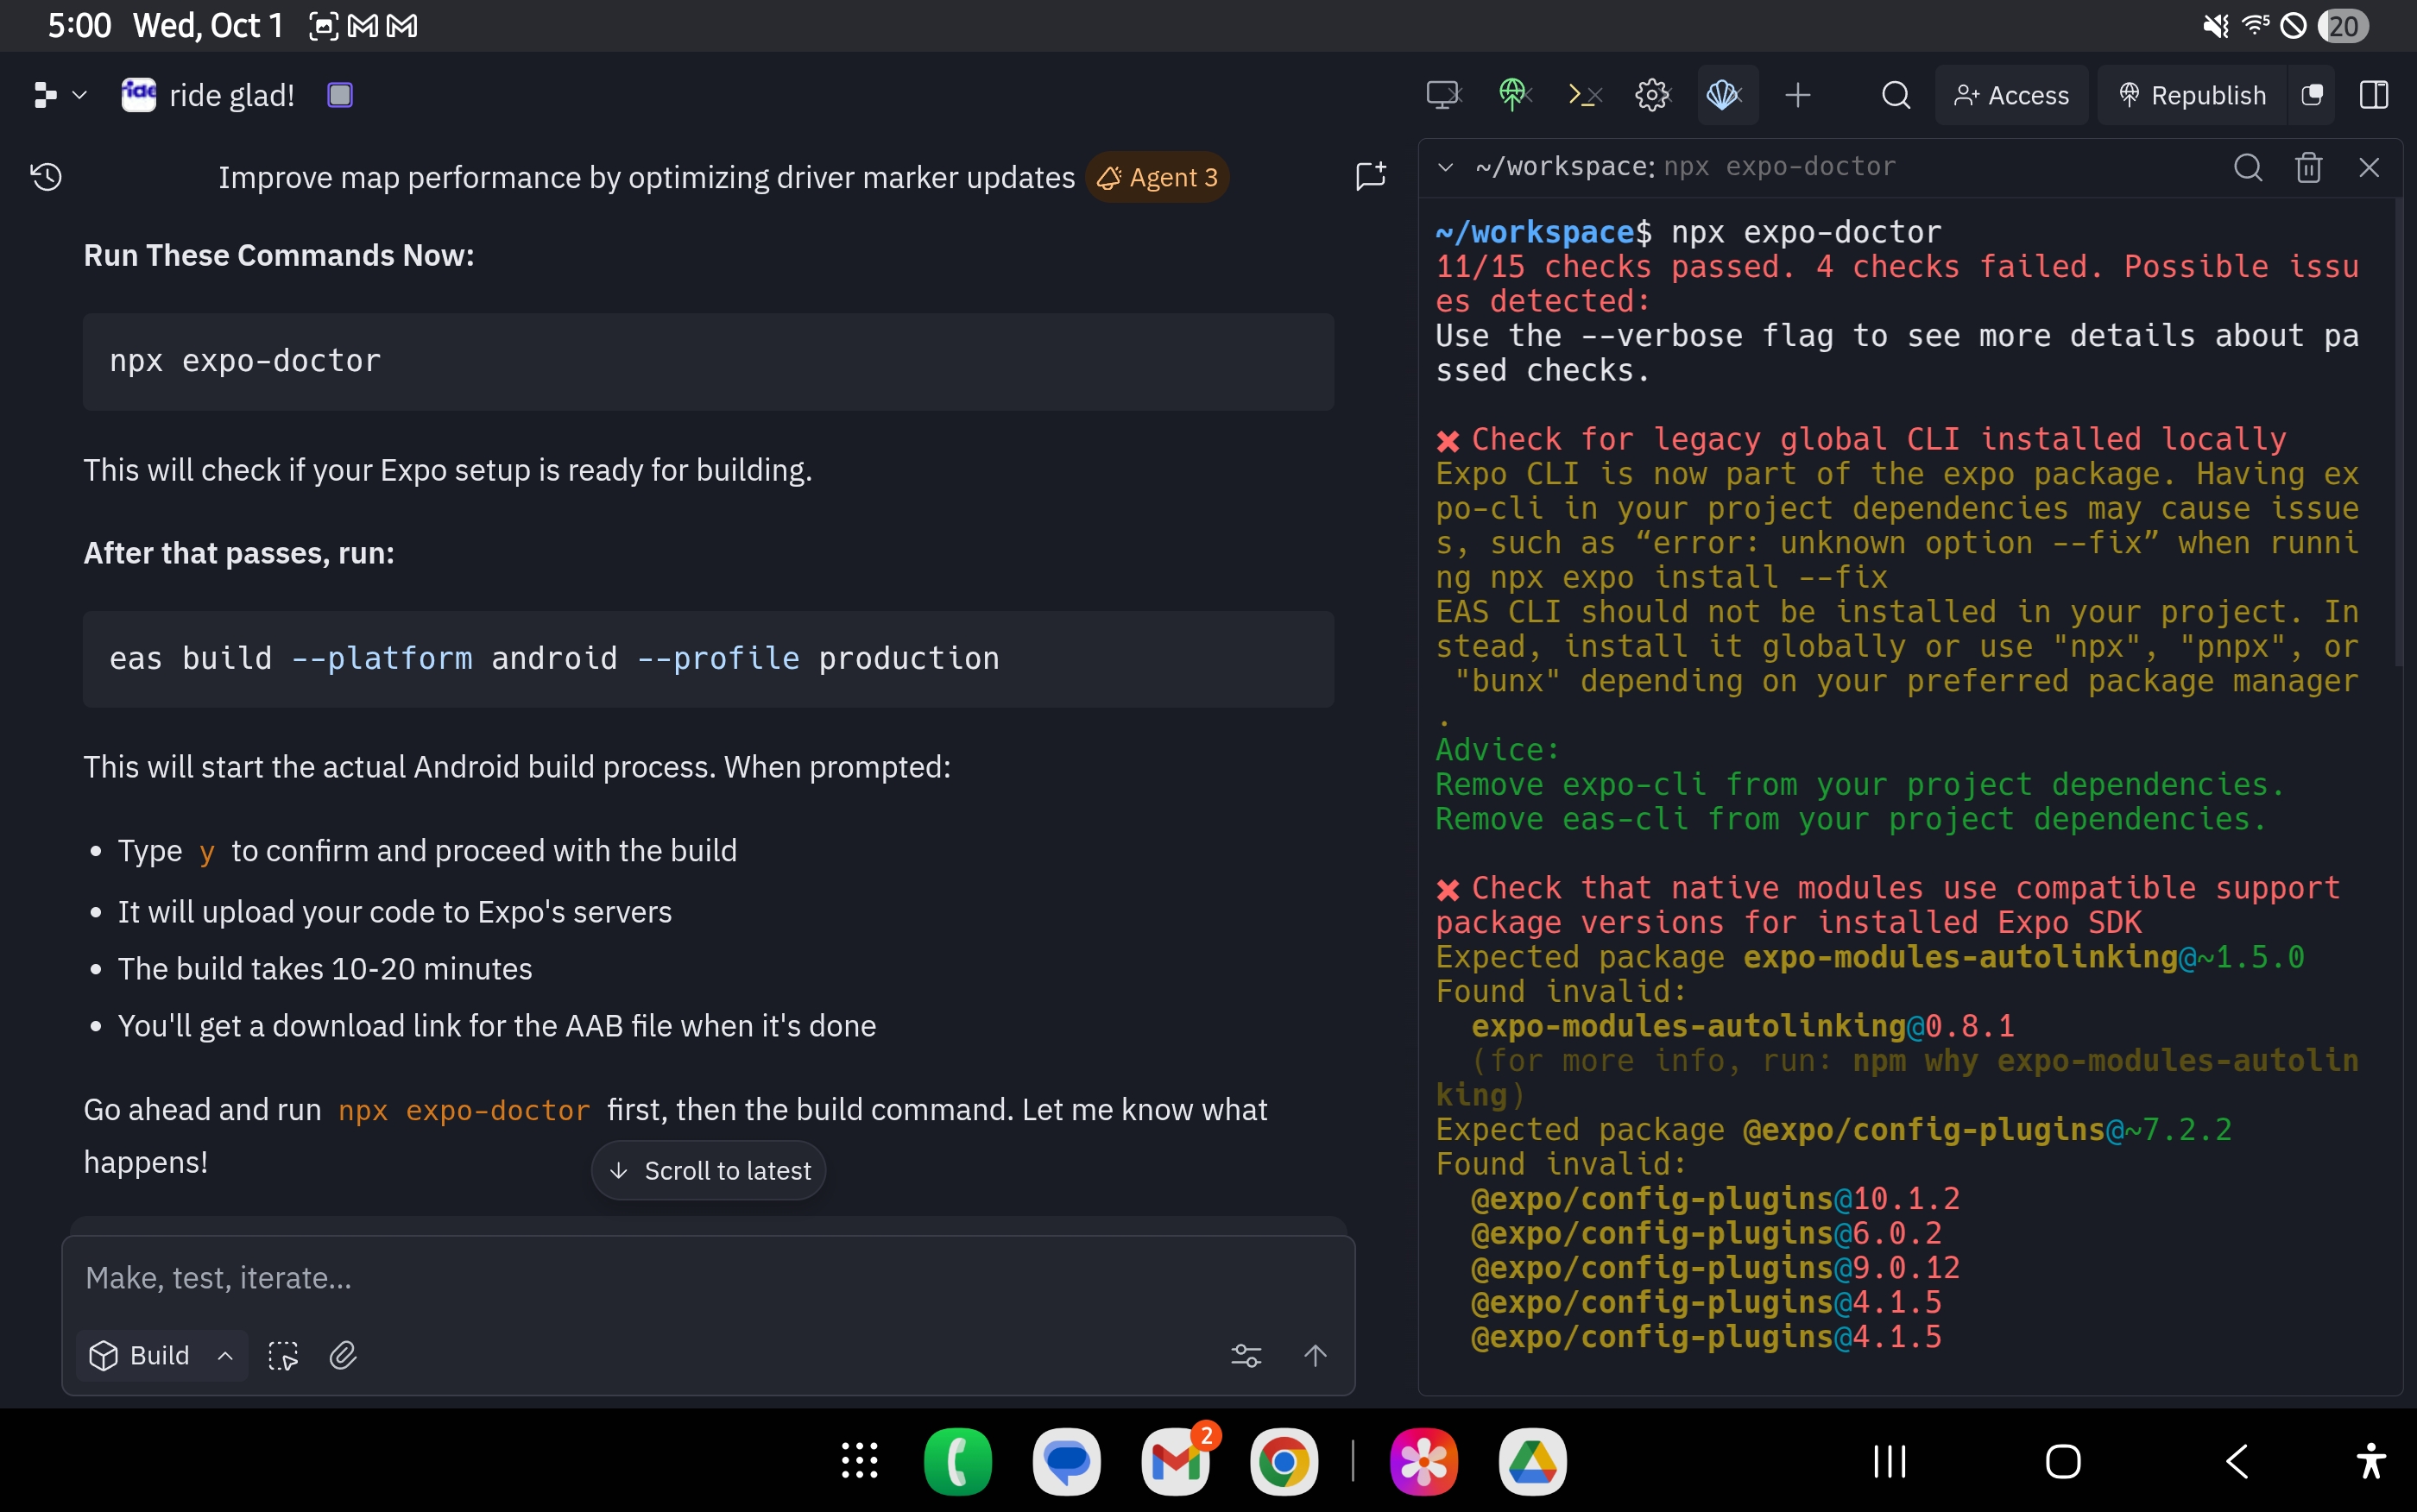 5:00 Wed, Oct 1
20
ride glad!
Access
Republish
Improve map performance by optimizing driver marker updates Agent 3
Run These Commands Now:
npx expo-doctor
This will check if your Expo setup is ready for building.
After that passes, run:
eas build --platform android --profile production
This will start the actual Android build process. When prompted:
• Type y to confirm and proceed with the build
• It will upload your code to Expo's servers
• The build takes 10-20 minutes
• You'll get a download link for the AAB file when it's done
Go ahead and run npx expo-doctor first, then the build command. Let me know what
happens!
Scroll to latest
Make, test, iterate...
Build
~/workspace: npx expo-doctor
~/workspace$ npx expo-doctor
11/15 checks passed. 4 checks failed. Possible issu
es detected:
Use the --verbose flag to see more details about pa
ssed checks.
✖ Check for legacy global CLI installed locally
Expo CLI is now part of the expo package. Having ex
po-cli in your project dependencies may cause issue
s, such as “error: unknown option --fix” when runni
ng npx expo install --fix
EAS CLI should not be installed in your project. In
stead, install it globally or use "npx", "pnpx", or
"bunx" depending on your preferred package manager
.
Advice:
Remove expo-cli from your project dependencies.
Remove eas-cli from your project dependencies.
✖ Check that native modules use compatible support
package versions for installed Expo SDK
Expected package expo-modules-autolinking@~1.5.0
Found invalid:
expo-modules-autolinking@0.8.1
(for more info, run: npm why expo-modules-autolin
king)
Expected package @expo/config-plugins@~7.2.2
Found invalid:
@expo/config-plugins@10.1.2
@expo/config-plugins@6.0.2
@expo/config-plugins@9.0.12
@expo/config-plugins@4.1.5
@expo/config-plugins@4.1.5
2